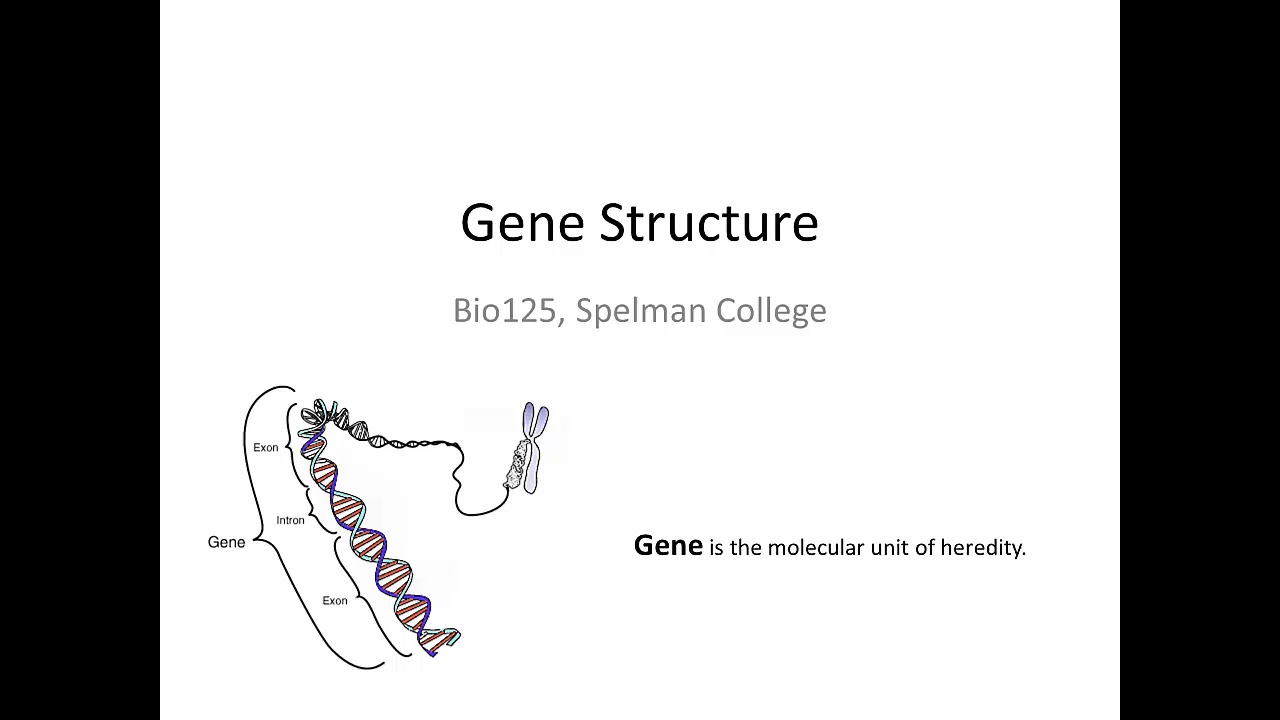 Gene Structure
Bio125, Spelman College
Exon
Intron
Gene
Exon
Gene is the molecular unit of heredity.